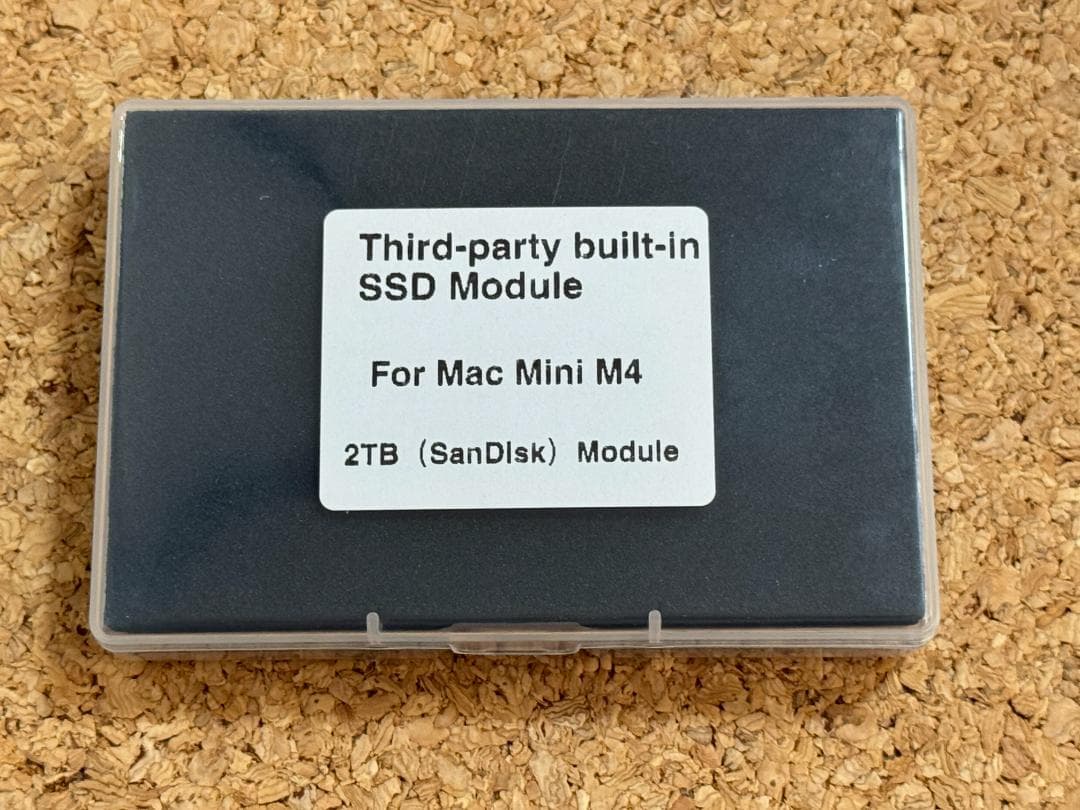 Third-party built-in
SSD Module
For Mac Mini M4
2TB（SanDIsk）Module